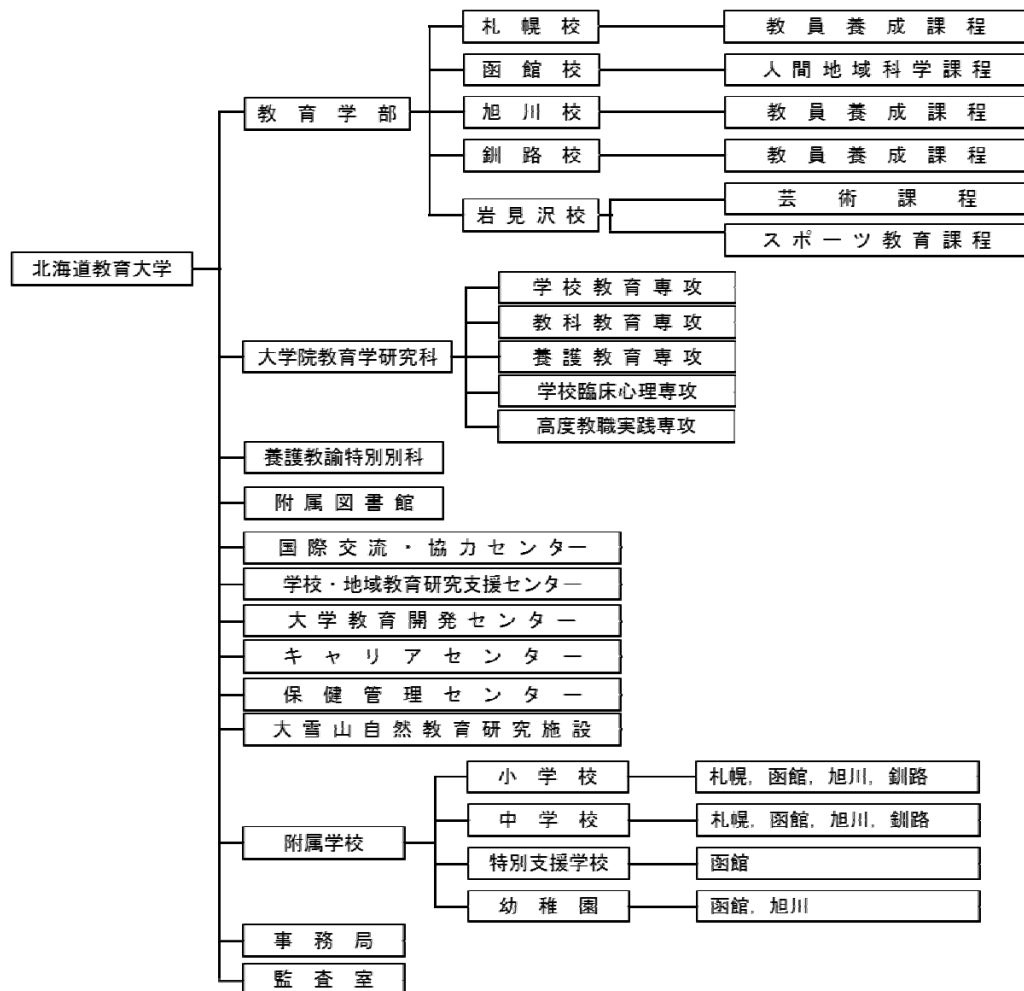 札幌校 教員養成課程
函館校 人間地域科学課程
教育学部 旭川校 教員養成課程
釧路校 教員養成課程
岩見沢校 芸術課程
スポーツ教育課程
北海道教育大学
学校教育専攻
教科教育専攻
大学院教育学研究科 養護教育専攻
学校臨床心理専攻
高度教職実践専攻
養護教諭特別別科
附属図書館
国際交流・協力センター
学校・地域教育研究支援センター
大学教育開発センター
キャリアセンター
保健管理センター
大雪山自然教育研究施設
小学校 札幌，函館，旭川，釧路
中学校 札幌，函館，旭川，釧路
附属学校
特別支援学校 函館
幼稚園 函館，旭川
事務局
監査室